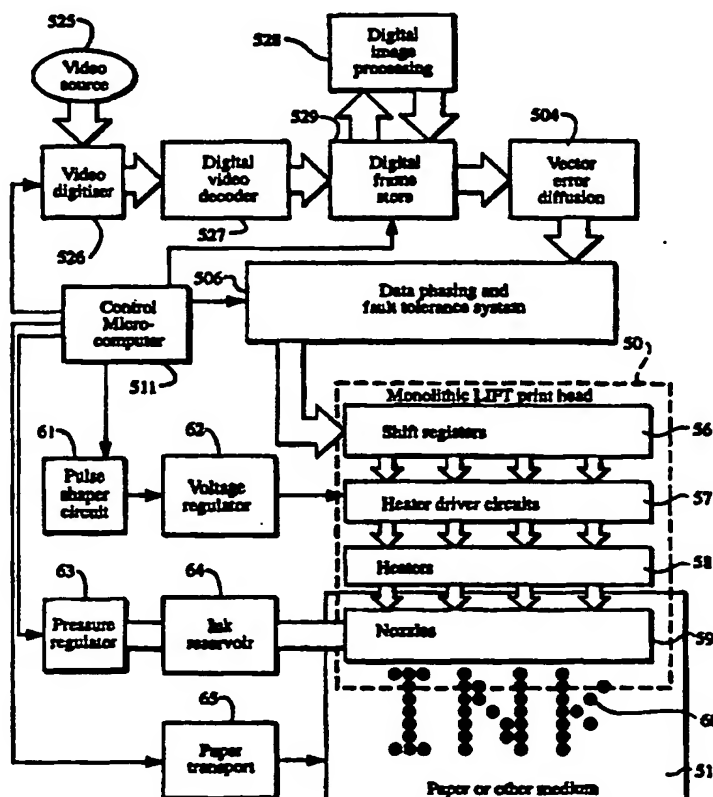 525
Video
source
528
Digital
image
processing
529
504
Video
digitiser
526
Digital
video
decoder
527
Digital
frame
store
Vector
error
diffusion
506
Data phasing and
fault tolerance system
Control
Micro-
computer
511
50
Monolithic LIFT print head
Shift registers
56
61
Pulse
shaper
circuit
62
Voltage
regulator
Heater driver circuits
57
Heaters
58
63
Pressure
regulator
64
Ink
reservoir
Nozzles
59
INK
60
65
Paper
transport
51
Paper or other medium